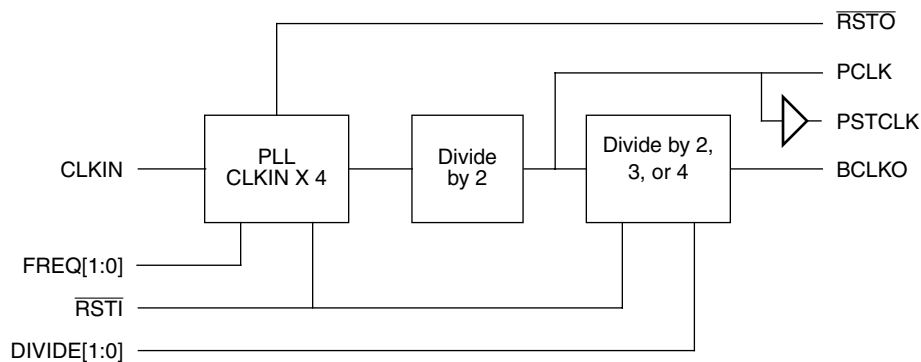 RSTO
PCLK
PSTCLK
CLKIN
PLL
CLKIN X 4
Divide
by 2
Divide by 2,
3, or 4
BCLKO
FREQ[1:0]
RSTI
DIVIDE[1:0]